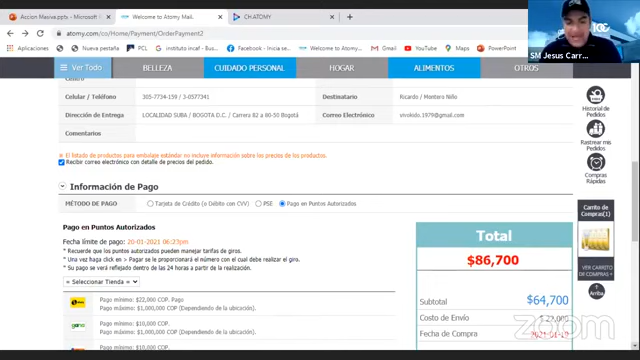 Accion Masiva.pptx - Microsoft P
Welcome to Atomy Mail.
CH ATOMY
atomy.com/co/Home/Payment/OrderPayment2
Aplicaciones
Nueva pestaña
PCL
instituto incaf - Busc...
Facebook - Inicia se...
Outlook
Gmail
Maps
YouTube
PowerPoint
SM Jesus Carr...
Ver Todo
BELLEZA
CUIDADO PERSONAL
HOGAR
ALIMENTOS
OTROS
Centro
Celular / Teléfono
305-7734-159 / 3-0577341
Destinatario
Ricardo / Montero Niño
Dirección de Entrega
LOCALIDAD SUBA / BOGOTA D.C. / Carrera 82 a 80-50 Bogotá
Correo Electrónico
vivokido.1979@gmail.com
Comentarios
※ El listado de productos para embalaje estándar no incluye información sobre los precios de los productos.
Recibir correo electrónico con detalle de precios del pedido.
Información de Pago
MÉTODO DE PAGO
Tarjeta de Crédito (o Débito con CVV)
PSE
Pago en Puntos Autorizados
Pago en Puntos Autorizados
Fecha límite de pago: 20-01-2021 06:23pm
* Recuerde que los puntos autorizados pueden manejar tarifas de giro.
* Una vez haga click en > Pagar se le proporcionará el número con el cual debe realizar el giro.
* Su pago se verá reflejado dentro de las 24 horas a partir de la realización.
= Seleccionar Tienda =
Pago mínimo: $22,000 COP. Pago
máximo: $1,000,000 COP (Dependiendo de la ubicación).
gana
Pago mínimo: $10,000 COP.
Pago máximo: $1,000,000 COP (Dependiendo de la ubicación).
Pago mínimo: $10,000 COP.
Total
$86,700
Subtotal
$64,700
Costo de Envío
$ 22,000
Fecha de Compra
2021-01-19
Historial de
Pedidos
Rastrear mis
Pedidos
Compras
Rápidas
Carrito de
Compras(1)
VER CARRITO
DE COMPRAS
Arriba
zoom